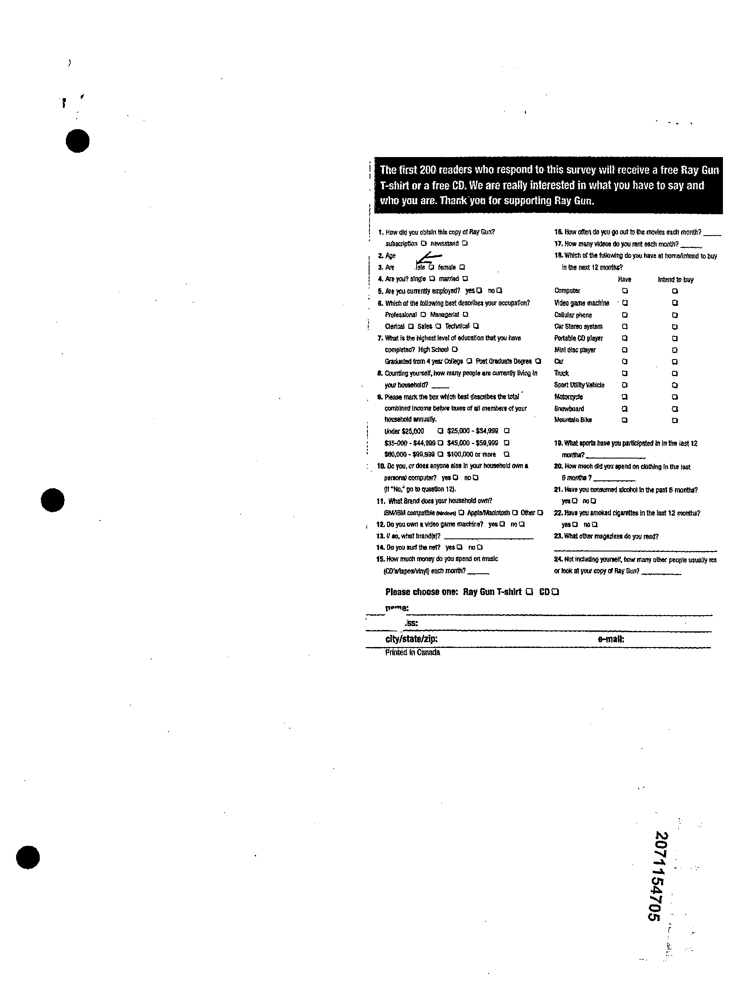 The first 200 readers who respond to this survey will receive a free Ray Gun
T-shirt or a free CD. We are really interested in what you have to say and
who you are. Thank you for supporting Ray Gun.
1. How did you obtain this copy of Ray Gun?
subscription ❏ newsstand ❏
2. Age
3. Are ale ❏ female ❏
4. Are you? single ❏ married ❏
5. Are you currently employed? yes ❏ no ❏
6. Which of the following best describes your occupation?
Professional ❏ Managerial ❏
Clerical ❏ Sales ❏ Technical ❏
7. What is the highest level of education that you have
completed? High School ❏
Graduated from 4 year College ❏ Post Graduate Degree ❏
8. Counting yourself, how many people are currently living in
your household? _____
9. Please mark the box which best describes the total
combined income before taxes of all members of your
household annually.
Under $25,000 ❏ $25,000 - $34,999 ❏
$35-000 - $44,999 ❏ $45,000 - $59,999 ❏
$60,000 - $99,999 ❏ $100,000 or more ❏
10. Do you, or does anyone else in your household own a
personal computer? yes ❏ no ❏
(If "No," go to question 12).
11. What Brand does your household own?
IBM/IBM compatible (Windows) ❏ Apple/Macintosh ❏ Other ❏
12. Do you own a video game machine? yes ❏ no ❏
13. If so, what brand(s)? _____
14. Do you surf the net? yes ❏ no ❏
15. How much money do you spend on music
(CD's/tapes/vinyl) each month? _____
16. How often do you go out to the movies each month? _____
17. How many videos do you rent each month? _____
18. Which of the following do you have at home/intend to buy
in the next 12 months?
Have Intend to buy
Computer ❏ ❏
Video game machine ❏ ❏
Cellular phone ❏ ❏
Car Stereo system ❏ ❏
Portable CD player ❏ ❏
Mini disc player ❏ ❏
Car ❏ ❏
Truck ❏ ❏
Sport Utility Vehicle ❏ ❏
Motorcycle ❏ ❏
Snowboard ❏ ❏
Mountain Bike ❏ ❏
19. What sports have you participated in in the last 12
months? _____
20. How much did you spend on clothing in the last
6 months ? _____
21. Have you consumed alcohol in the past 6 months?
yes ❏ no ❏
22. Have you smoked cigarettes in the last 12 months?
yes ❏ no ❏
23. What other magazines do you read?
24. Not including yourself, how many other people usually rea
or look at your copy of Ray Gun? _____
Please choose one: Ray Gun T-shirt ❏ CD ❏
name:
ss:
city/state/zip: e-mail:
Printed in Canada
2071154705